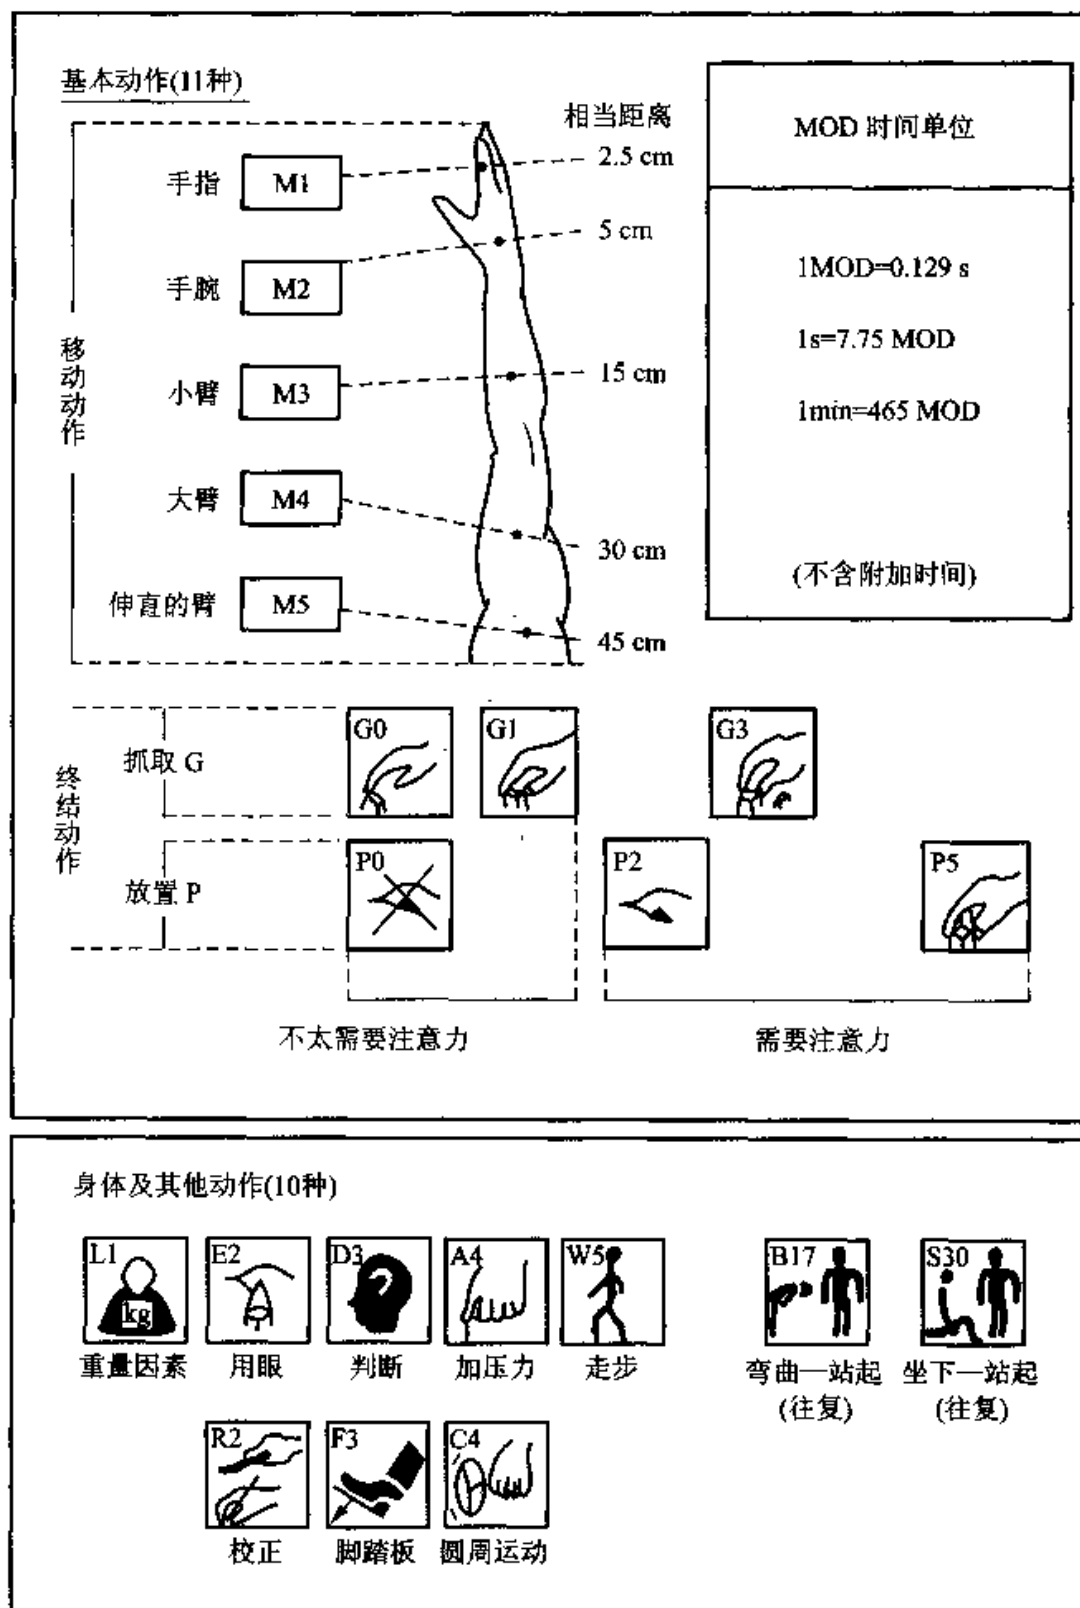 基本动作(11种)
相当距离
手指 M1 2.5 cm
手腕 M2 5 cm
小臂 M3 15 cm
大臂 M4 30 cm
伸直的臂 M5 45 cm
移动动作
MOD 时间单位
1MOD=0.129 s
1s=7.75 MOD
1min=465 MOD
(不含附加时间)
终结动作
抓取 G G0 G1 G3
放置 P P0 P2 P5
不太需要注意力 需要注意力
身体及其他动作(10种)
L1 E2 D3 A4 W5 B17 S30
kg
重量因素 用眼 判断 加压力 走步 弯曲—站起 坐下—站起
(往复) (往复)
R2 F3 C4
校正 脚踏板 圆周运动